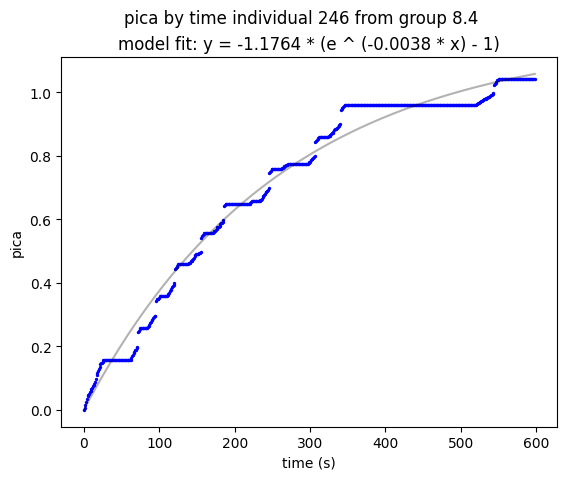 pica by time individual 246 from group 8.4
model fit: y = -1.1764 * (e ^ (-0.0038 * x) - 1)
1.0
0.8
0.6
0.4
0.2
0.0
pica
0 100 200 300 400 500 600
time (s)